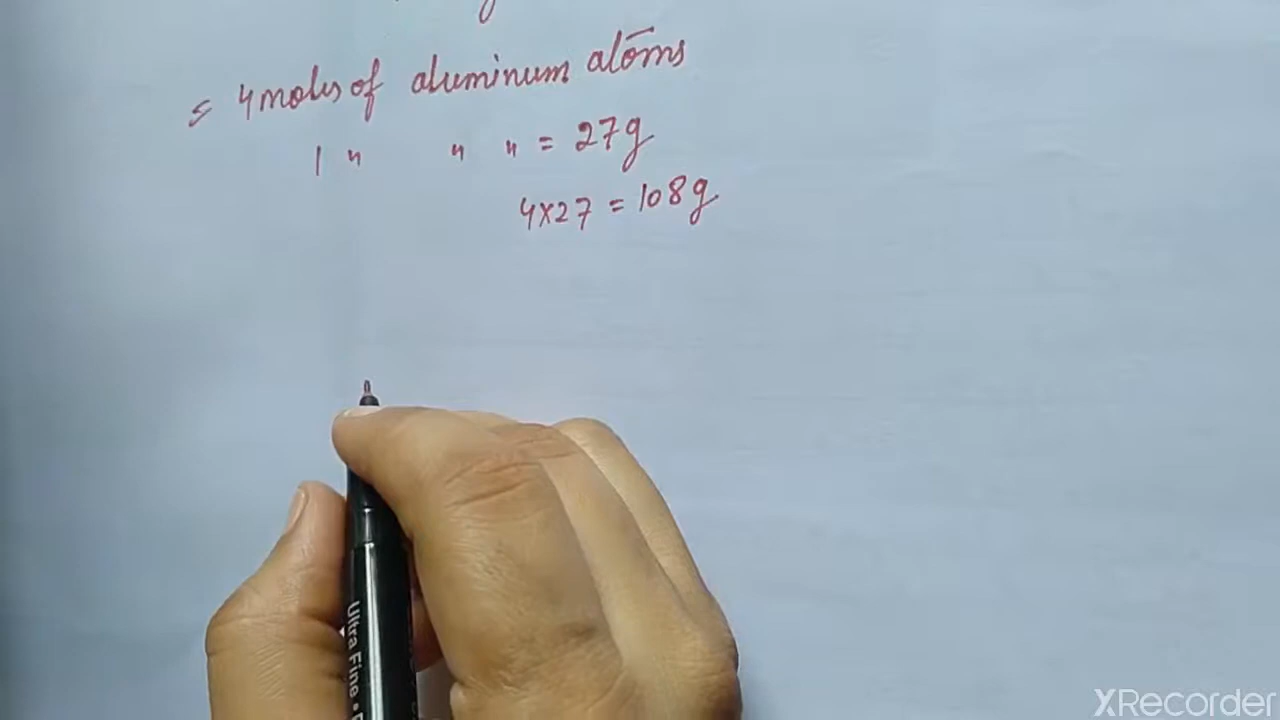 4 moles of aluminum atoms
1 " " " = 27g
4x27 = 108g
Ultra Fine •
XRecorder